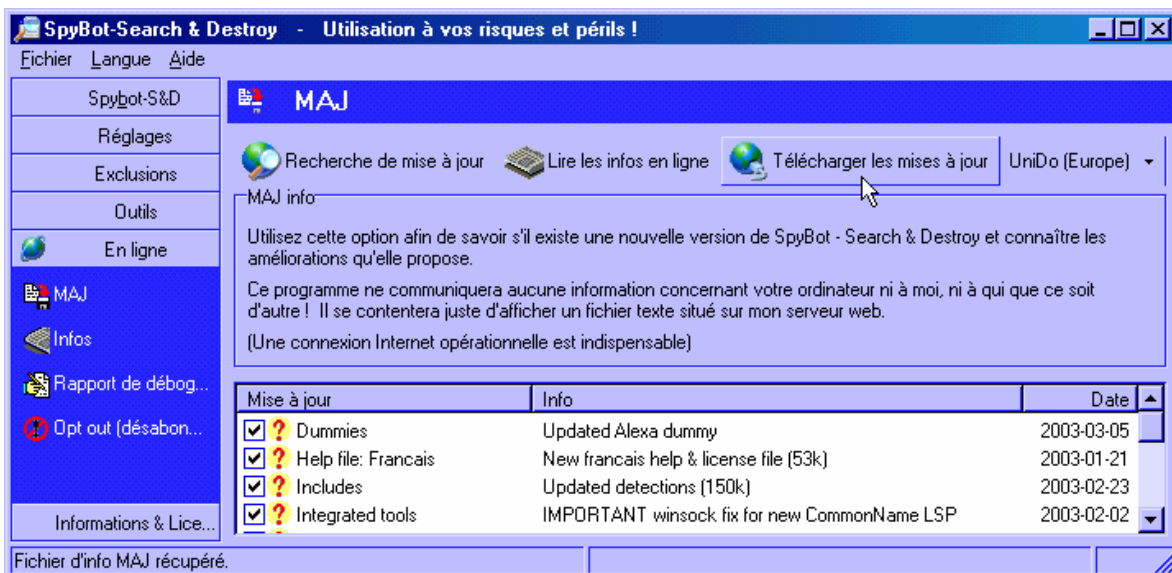 SpyBot-Search & Destroy - Utilisation à vos risques et périls !
Fichier Langue Aide
Spybot-S&D
Réglages
Exclusions
Outils
En ligne
MAJ
Infos
Rapport de débog...
Opt out (désabon...
Informations & Lice...
MAJ
Recherche de mise à jour Lire les infos en ligne Télécharger les mises à jour UniDo (Europe)
MAJ info
Utilisez cette option afin de savoir s'il existe une nouvelle version de SpyBot - Search & Destroy et connaître les
améliorations qu'elle propose.
Ce programme ne communiquera aucune information concernant votre ordinateur ni à moi, ni à qui que ce soit
d'autre ! Il se contentera juste d'afficher un fichier texte situé sur mon serveur web.
(Une connexion Internet opérationnelle est indispensable)
Mise à jour Info Date
Dummies Updated Alexa dummy 2003-03-05
Help file: Francais New francais help & license file (53k) 2003-01-21
Includes Updated detections (150k) 2003-02-23
Integrated tools IMPORTANT winsock fix for new CommonName LSP 2003-02-02
Fichier d'info MAJ récupéré.